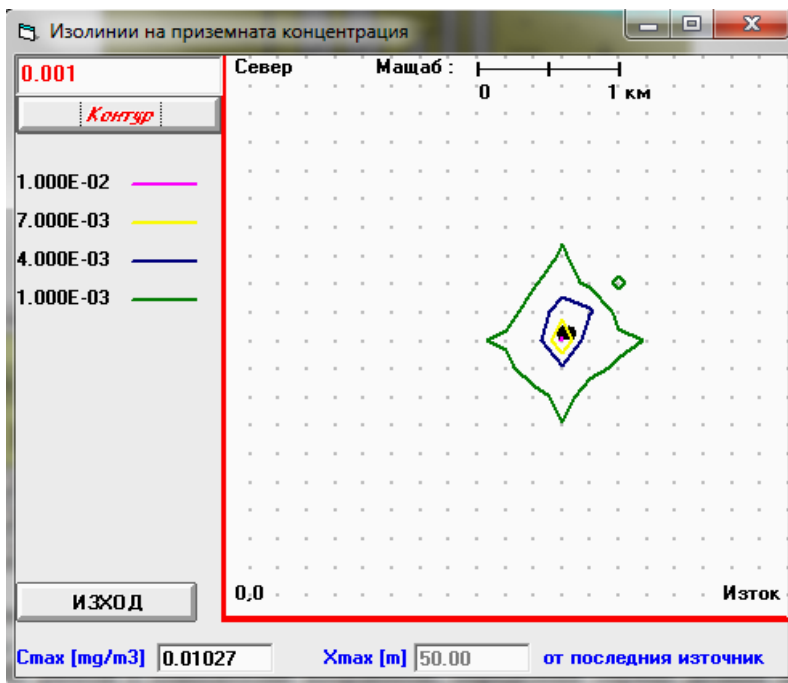 Изолинии на приземната концентрация
0.001
Контур
1.000E-02
7.000E-03
4.000E-03
1.000E-03
ИЗХОД
Север
Мащаб :
0
1 км
0,0
Изток
Cmax [mg/m3] 0.01027
Xmax [m] 50.00
от последния източник